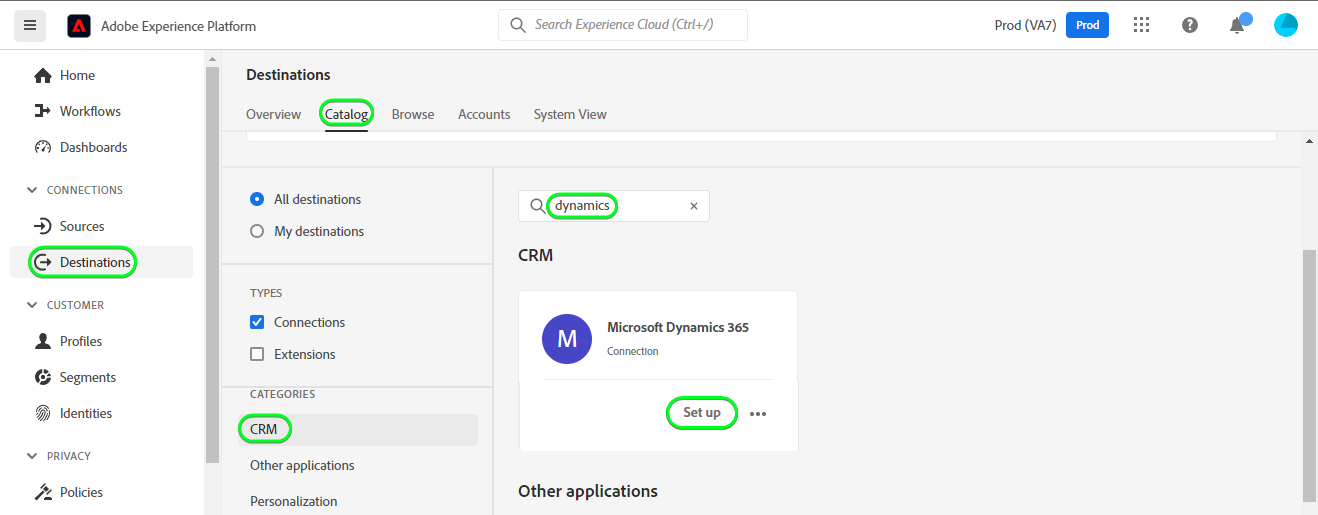 Adobe Experience Platform
Search Experience Cloud (Ctrl+/)
Prod (VA7)
Prod
Home
Workflows
Dashboards
CONNECTIONS
Sources
Destinations
CUSTOMER
Profiles
Segments
Identities
PRIVACY
Policies
Destinations
Overview
Catalog
Browse
Accounts
System View
All destinations
My destinations
TYPES
Connections
Extensions
CATEGORIES
CRM
Other applications
Personalization
dynamics
CRM
M
Microsoft Dynamics 365
Connection
Set up
Other applications